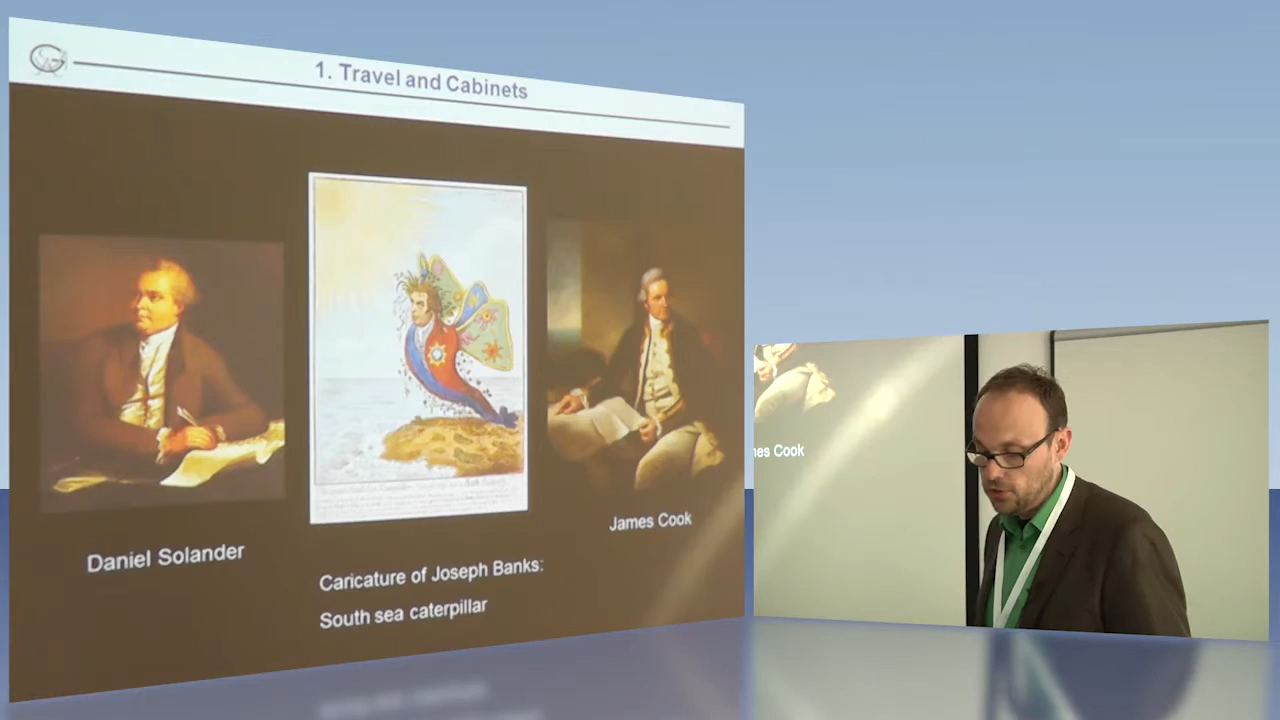 1. Travel and Cabinets
Daniel Solander
Caricature of Joseph Banks:
South sea caterpillar
James Cook
mes Cook